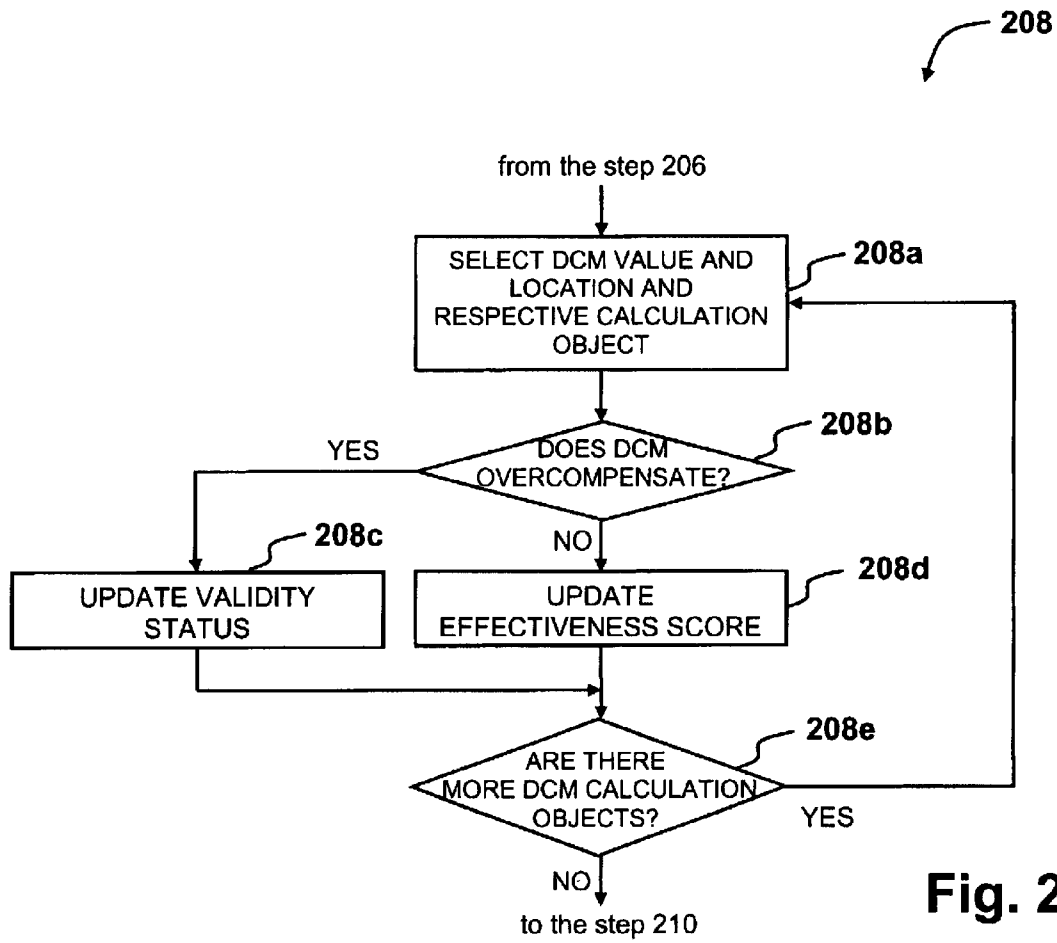 208
from the step 206
SELECT DCM VALUE AND
LOCATION AND
RESPECTIVE CALCULATION
OBJECT
208a
208b
YES
DOES DCM
OVERCOMPENSATE?
NO
208c
208d
UPDATE VALIDITY
STATUS
UPDATE
EFFECTIVENESS SCORE
208e
ARE THERE
MORE DCM CALCULATION
OBJECTS?
YES
NO
to the step 210
Fig. 2